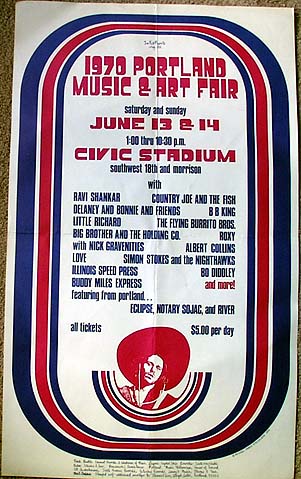 1970 PORTLAND
MUSIC & ART FAIR
saturday and sunday
JUNE 13 & 14
1:00 thru 10:30 p.m.
CIVIC STADIUM
southwest 18th and morrison
with
RAVI SHANKAR COUNTRY JOE AND THE FISH
DELANEY AND BONNIE AND FRIENDS B B KING
LITTLE RICHARD THE FLYING BURRITO BROS.
BIG BROTHER AND THE HOLDING CO. ROXY
with NICK GRAVENITIES ALBERT COLLINS
LOVE SIMON STOKES and the NIGHTHAWKS
ILLINOIS SPEED PRESS BO DIDDLEY
BUDDY MILES EXPRESS and more!
featuring from portland...
ECLIPSE, NOTARY SOJAC, and RIVER
all tickets $5.00 per day